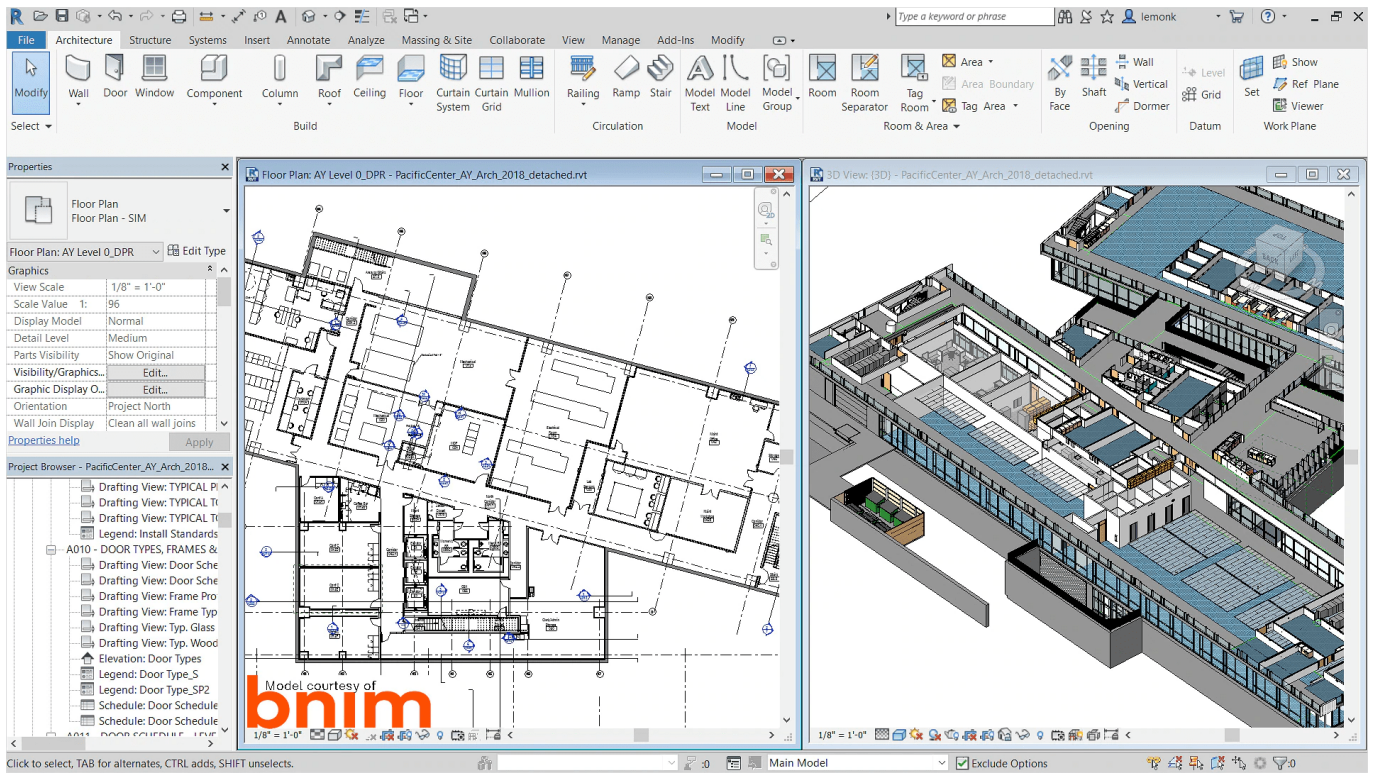 Type a keyword or phrase
lemonk
File Architecture Structure Systems Insert Annotate Analyze Massing & Site Collaborate View Manage Add-Ins Modify
Modify Wall Door Window Component Column Roof Ceiling Floor Curtain System Curtain Grid Mullion Railing Ramp Stair Model Text Model Line Model Group Room Room Separator Tag Room
Area
Area Boundary
Tag Area
By Face Shaft
Wall
Vertical
Dormer
Level
Grid
Set
Show
Ref Plane
Viewer
Select Build Circulation Model Room & Area Opening Datum Work Plane
Properties
Floor Plan
Floor Plan - SIM
Floor Plan: AY Level 0_DPR Edit Type
Graphics
View Scale 1/8" = 1'-0"
Scale Value 1: 96
Display Model Normal
Detail Level Medium
Parts Visibility Show Original
Visibility/Graphics... Edit...
Graphic Display O... Edit...
Orientation Project North
Wall Join Display Clean all wall joins
Properties help Apply
Project Browser - PacificCenter_AY_Arch_2018...
Drafting View: TYPICAL P
Drafting View: TYPICAL TC
Drafting View: TYPICAL TC
Legend: Install Standards
A010 - DOOR TYPES, FRAMES &
Drafting View: Door Sche
Drafting View: Door Sche
Drafting View: Frame Pro
Drafting View: Frame Typ
Drafting View: Typ. Glass
Drafting View: Typ. Wood
Elevation: Door Types
Legend: Door Type_S
Legend: Door Type_SP2
Schedule: Door Schedule
Schedule: Door Schedule
A011 - DOOR SCHEDULE - LEVE
Floor Plan: AY Level 0_DPR - PacificCenter_AY_Arch_2018_detached.rvt
Model courtesy of
bnim
1/8" = 1'-0"
3D View: {3D} - PacificCenter_AY_Arch_2018_detached.rvt
1/8" = 1'-0"
Click to select, TAB for alternates, CTRL adds, SHIFT unselects.
:0
Main Model
Exclude Options
:0